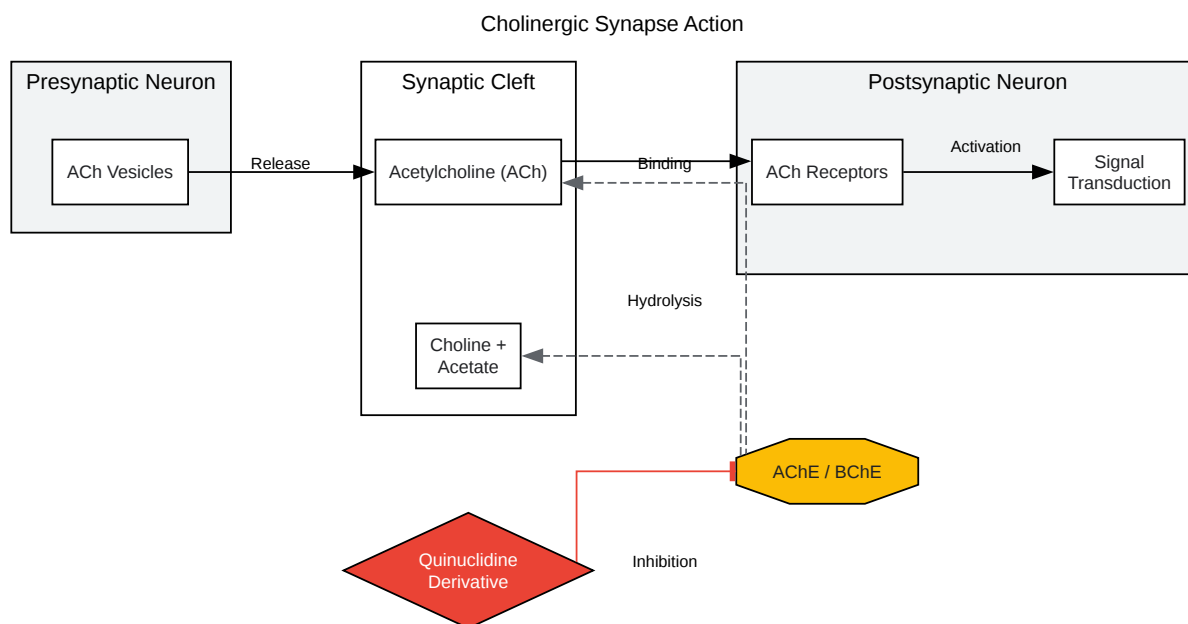 Cholinergic Synapse Action
Presynaptic Neuron
Synaptic Cleft
Postsynaptic Neuron
ACh Vesicles
Release
Acetylcholine (ACh)
Binding
ACh Receptors
Activation
Signal
Transduction
Hydrolysis
Choline +
Acetate
AChE / BChE
Quinuclidine
Derivative
Inhibition